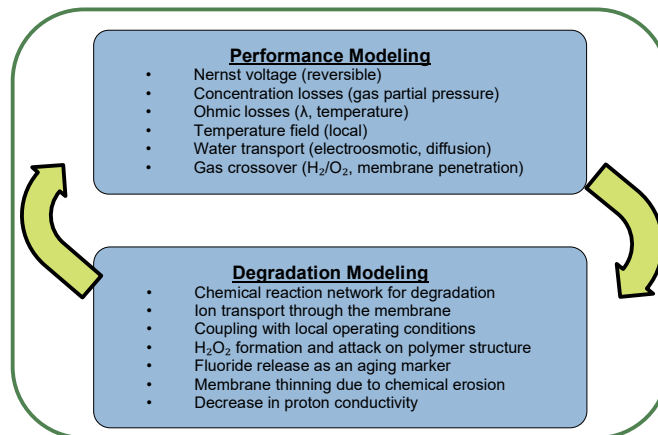 Performance Modeling
• Nernst voltage (reversible)
• Concentration losses (gas partial pressure)
• Ohmic losses (λ, temperature)
• Temperature field (local)
• Water transport (electroosmotic, diffusion)
• Gas crossover (H₂/O₂, membrane penetration)
Degradation Modeling
• Chemical reaction network for degradation
• Ion transport through the membrane
• Coupling with local operating conditions
• H₂O₂ formation and attack on polymer structure
• Fluoride release as an aging marker
• Membrane thinning due to chemical erosion
• Decrease in proton conductivity